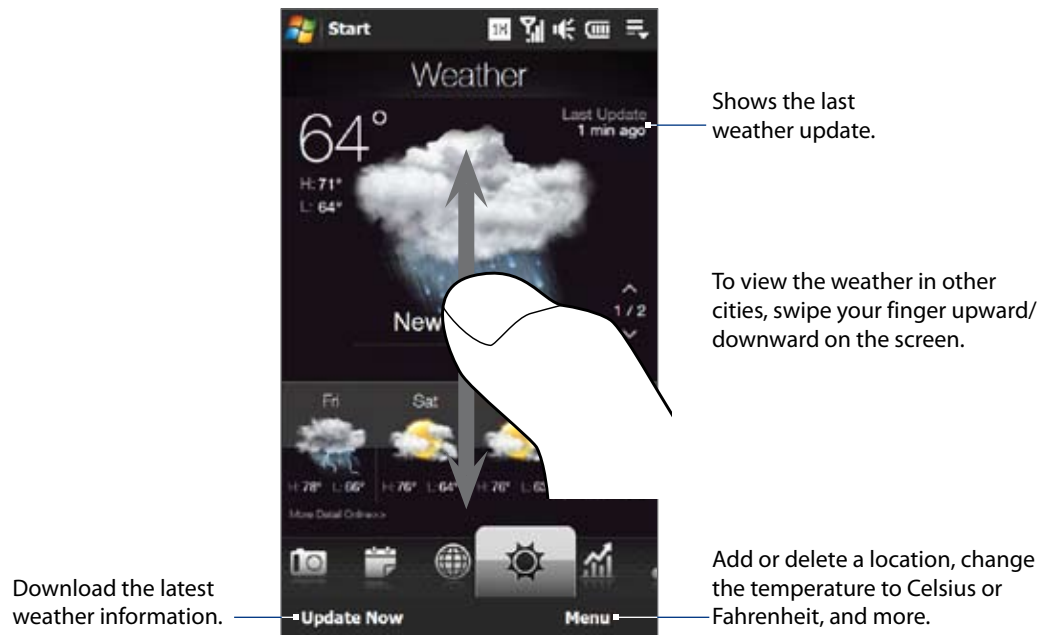 Start
Weather
64°
Last Update
1 min ago
H: 71°
L: 64°
Shows the last
weather update.
To view the weather in other
cities, swipe your finger upward/
downward on the screen.
1 / 2
New
Fri
Sat
H: 78° L: 66°
H: 76° L: 64°
H: 76°
More Detail Online>>
Update Now
Menu
Download the latest
weather information.
Add or delete a location, change
the temperature to Celsius or
Fahrenheit, and more.